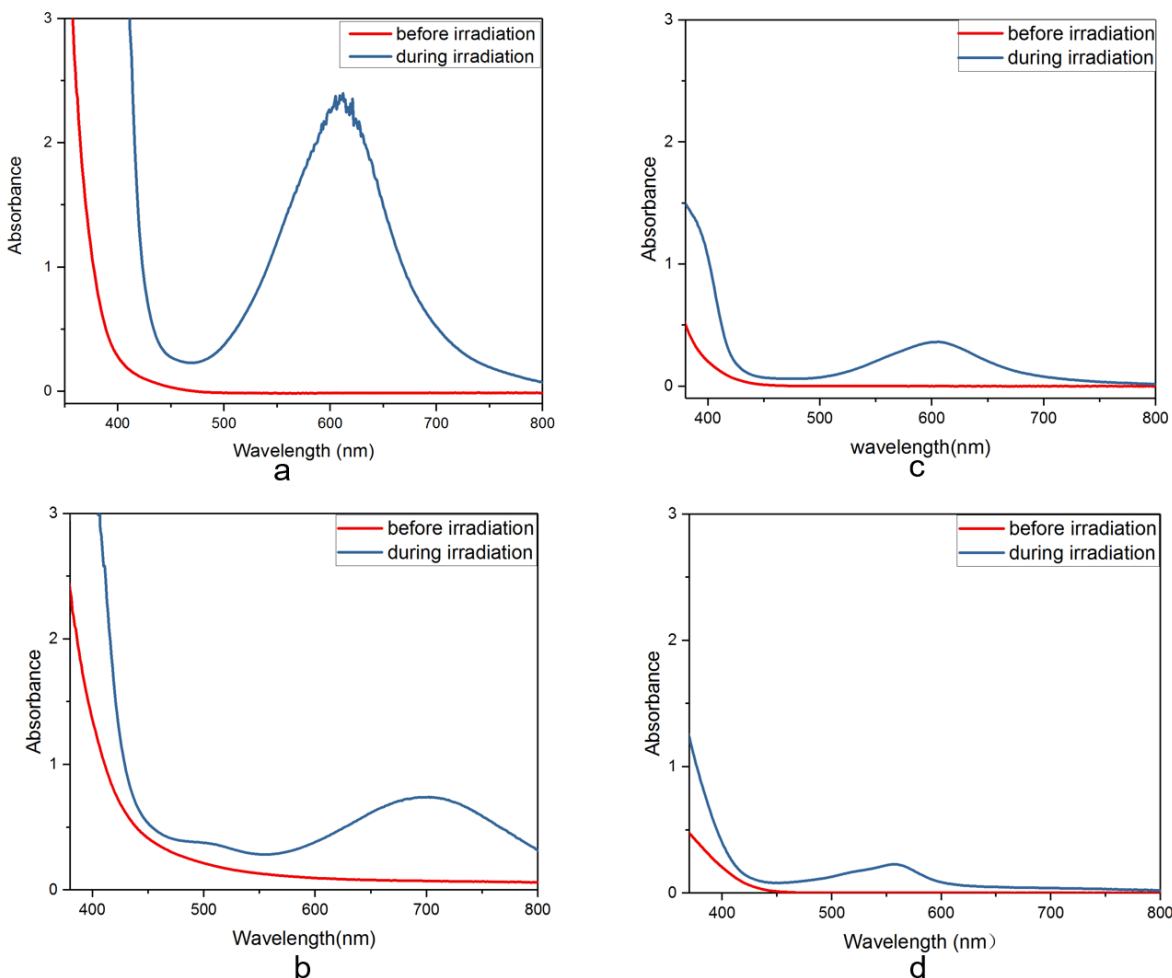 3
2
1
0
Absorbance
before irradiation
during irradiation
400
500
600
700
800
Wavelength (nm)
a
3
2
1
0
Absorbance
before irradiation
during irradiation
400
500
600
700
800
wavelength(nm)
c
3
2
1
0
Absorbance
before irradiation
during irradiation
400
500
600
700
800
Wavelength(nm)
b
3
2
1
0
Absorbance
before irradiation
during irradiation
400
500
600
700
800
Wavelength (nm）
d